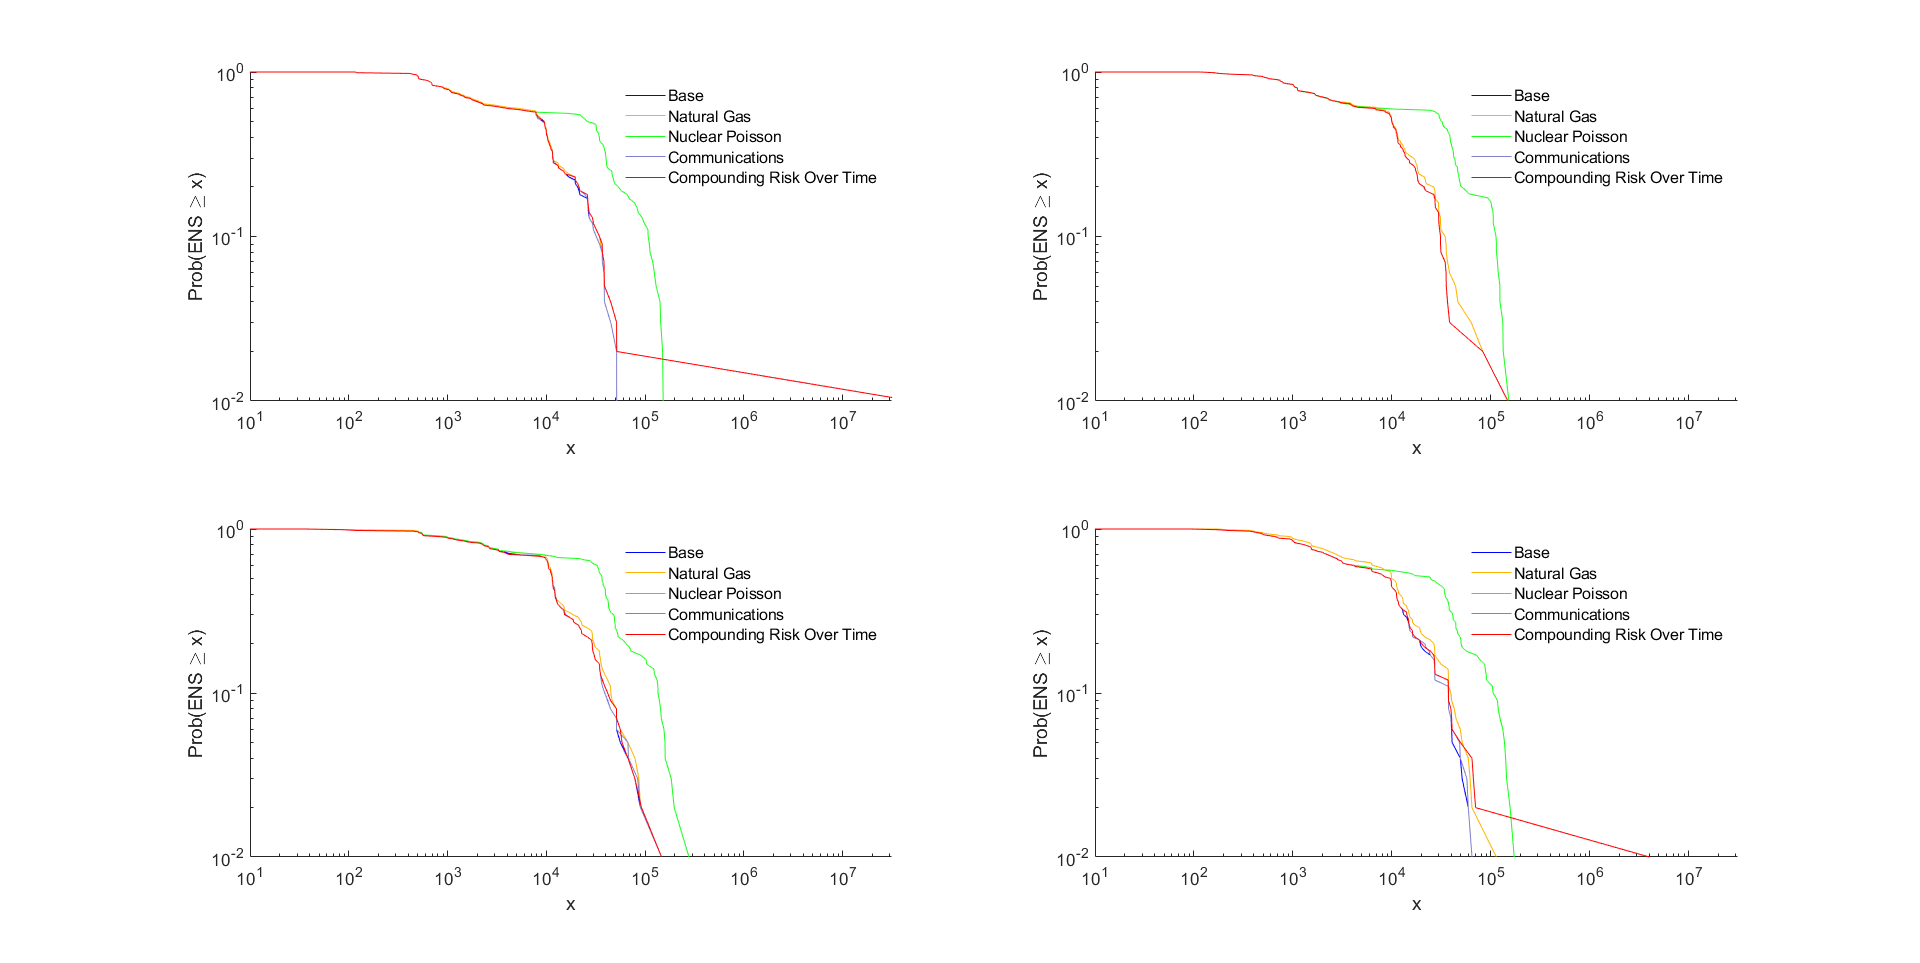 10^0
10^-1
10^-2
Prob(ENS ≥ x)
Base
Natural Gas
Nuclear Poisson
Communications
Compounding Risk Over Time
10^1 10^2 10^3 10^4 10^5 10^6 10^7
x
10^0
10^-1
10^-2
Prob(ENS ≥ x)
Base
Natural Gas
Nuclear Poisson
Communications
Compounding Risk Over Time
10^1 10^2 10^3 10^4 10^5 10^6 10^7
x
10^0
10^-1
10^-2
Prob(ENS ≥ x)
Base
Natural Gas
Nuclear Poisson
Communications
Compounding Risk Over Time
10^1 10^2 10^3 10^4 10^5 10^6 10^7
x
10^0
10^-1
10^-2
Prob(ENS ≥ x)
Base
Natural Gas
Nuclear Poisson
Communications
Compounding Risk Over Time
10^1 10^2 10^3 10^4 10^5 10^6 10^7
x